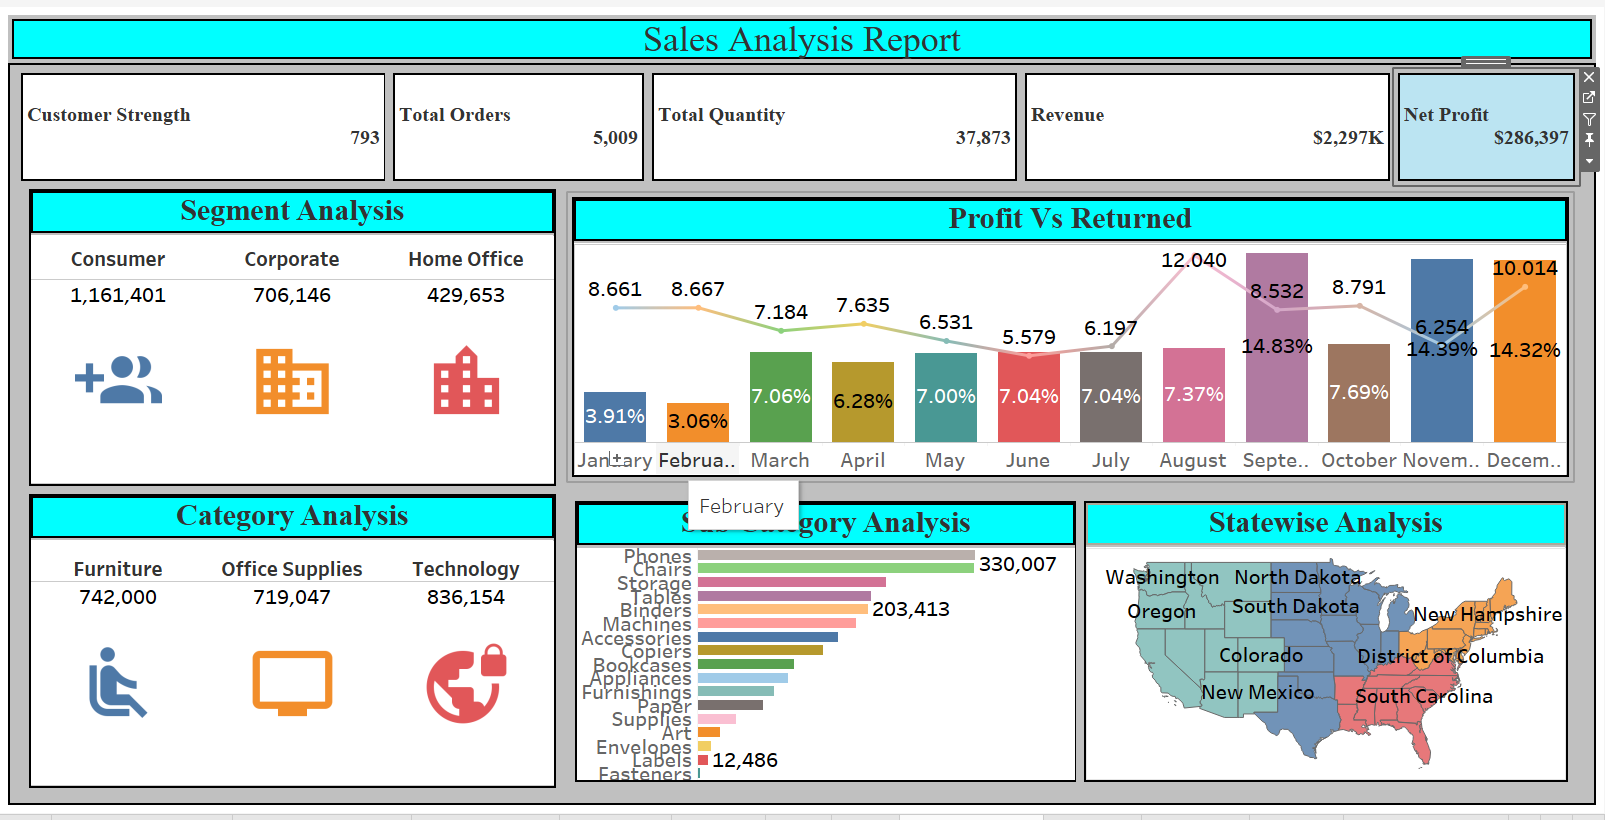 Sales Analysis Report
Customer Strength
793
Total Orders
5,009
Total Quantity
37,873
Revenue
$2,297K
Net Profit
$286,397
Segment Analysis
Consumer Corporate Home Office
1,161,401 706,146 429,653
Profit Vs Returned
8.661 8.667 7.184 7.635 6.531 5.579 6.197 12.040 8.532 8.791 6.254 10.014
3.91% 3.06% 7.06% 6.28% 7.00% 7.04% 7.04% 7.37% 14.83% 7.69% 14.39% 14.32%
January Februa.. March April May June July August Septe.. October Novem.. Decem..
February
Category Analysis
Furniture Office Supplies Technology
742,000 719,047 836,154
Sub Category Analysis
Phones
Chairs 330,007
Storage
Tables
Binders 203,413
Machines
Accessories
Copiers
Bookcases
Appliances
Furnishings
Paper
Supplies
Art
Envelopes
Labels 12,486
Fasteners
Statewise Analysis
Washington North Dakota
Oregon South Dakota New Hampshire
Colorado District of Columbia
New Mexico South Carolina